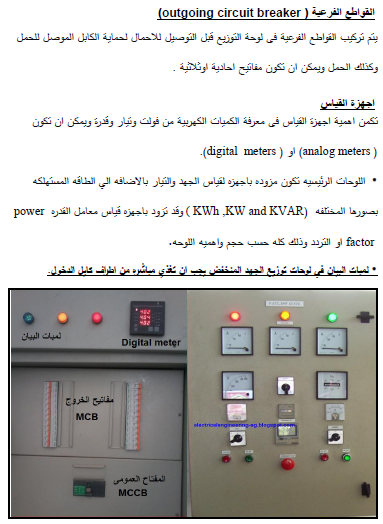 القواطع الفرعية ( outgoing circuit breaker)
يتم تركيب القواطع الفرعية فى لوحة التوزيع قبل التوصيل للاحمال لحماية الكابل الموصل للحمل
وكذلك الحمل ويمكن ان تكون مفاتيح احادية اوثلاثية .
اجهزة القياس
تكمن اهمية اجهزة القياس فى معرفة الكميات الكهربية من فولت وتيار وقدرة ويمكن ان تكون
( analog meters) او ( digital meters).
• اللوحات الرئيسيه تكون مزوده باجهزه لقياس الجهد والتيار بالاضافه الي الطاقه المستهلكه
بصورها المختلفه ( KWh ,KW and KVAR) وقد تزود باجهزه قياس معامل القدره power
factor او التردد وذلك كله حسب حجم واهميه اللوحه.
• لمبات البيان في لوحات توزيع الجهد المنخفض يجب ان تغذي مباشره من اطراف كابل الدخول.
لمبات البيان
Digital meter
مفاتيح الخروج
MCB
المفتاح العمومى
MCCB
electricalengineering-eg.blogspot.com